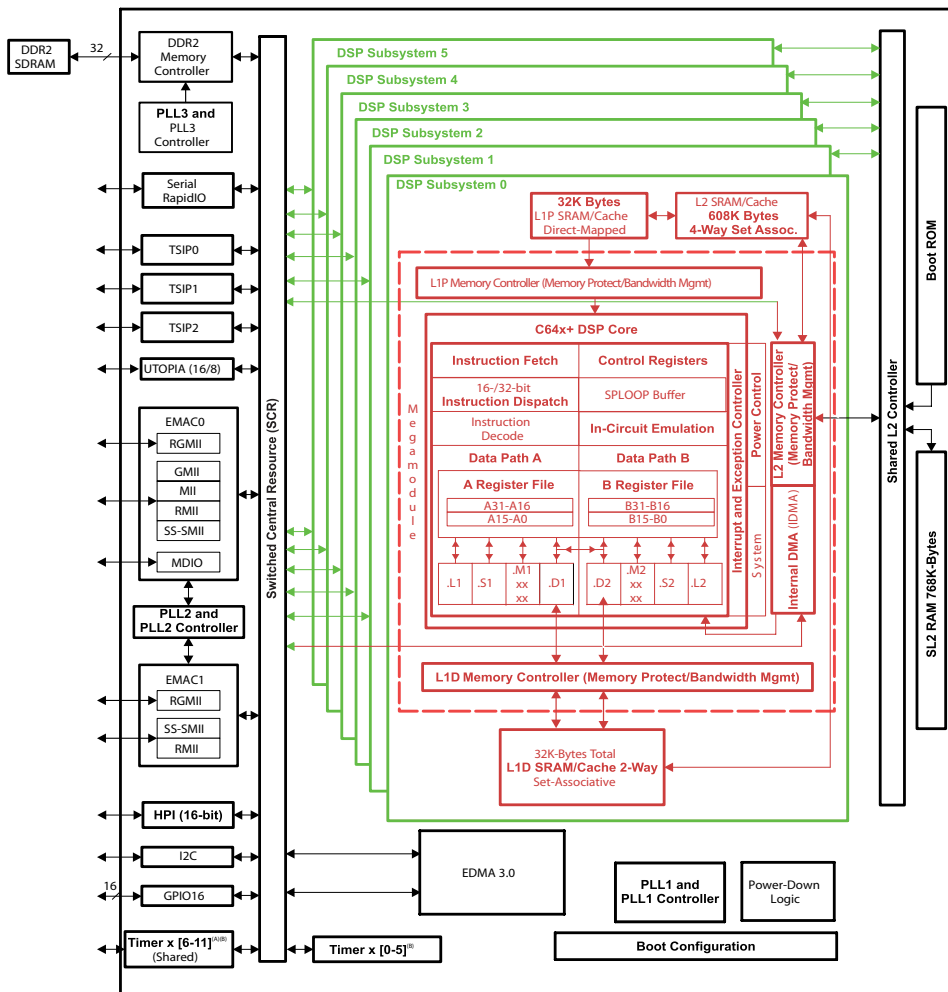 DDR2
SDRAM
32
DDR2
Memory
Controller
PLL3 and
PLL3
Controller
Serial
RapidIO
TSIP0
TSIP1
TSIP2
UTOPIA (16/8)
EMAC0
RGMII
GMII
MII
RMII
SS-SMII
MDIO
PLL2 and
PLL2 Controller
EMAC1
RGMII
SS-SMII
RMII
HPI (16-bit)
I2C
16
GPIO16
Timer x [6-11](A)(B)
(Shared)
Switched Central Resource (SCR)
DSP Subsystem 5
DSP Subsystem 4
DSP Subsystem 3
DSP Subsystem 2
DSP Subsystem 1
DSP Subsystem 0
32K Bytes
L1P SRAM/Cache
Direct-Mapped
L2 SRAM/Cache
608K Bytes
4-Way Set Assoc.
L1P Memory Controller (Memory Protect/Bandwidth Mgmt)
Megamodule
C64x+ DSP Core
Instruction Fetch
Control Registers
16-/32-bit
Instruction Dispatch
SPLOOP Buffer
Instruction
Decode
In-Circuit Emulation
Data Path A
Data Path B
A Register File
B Register File
A31-A16
A15-A0
B31-B16
B15-B0
.L1 .S1 .M1 xx xx .D1
.D2 .M2 xx xx .S2 .L2
Interrupt and Exception Controller
Power Control
System
L2 Memory Controller
(Memory Protect/
Bandwidth Mgmt)
Internal DMA (IDMA)
L1D Memory Controller (Memory Protect/Bandwidth Mgmt)
32K-Bytes Total
L1D SRAM/Cache 2-Way
Set-Associative
Shared L2 Controller
Boot ROM
SL2 RAM 768K-Bytes
EDMA 3.0
PLL1 and
PLL1 Controller
Power-Down
Logic
Timer x [0-5](B)
Boot Configuration